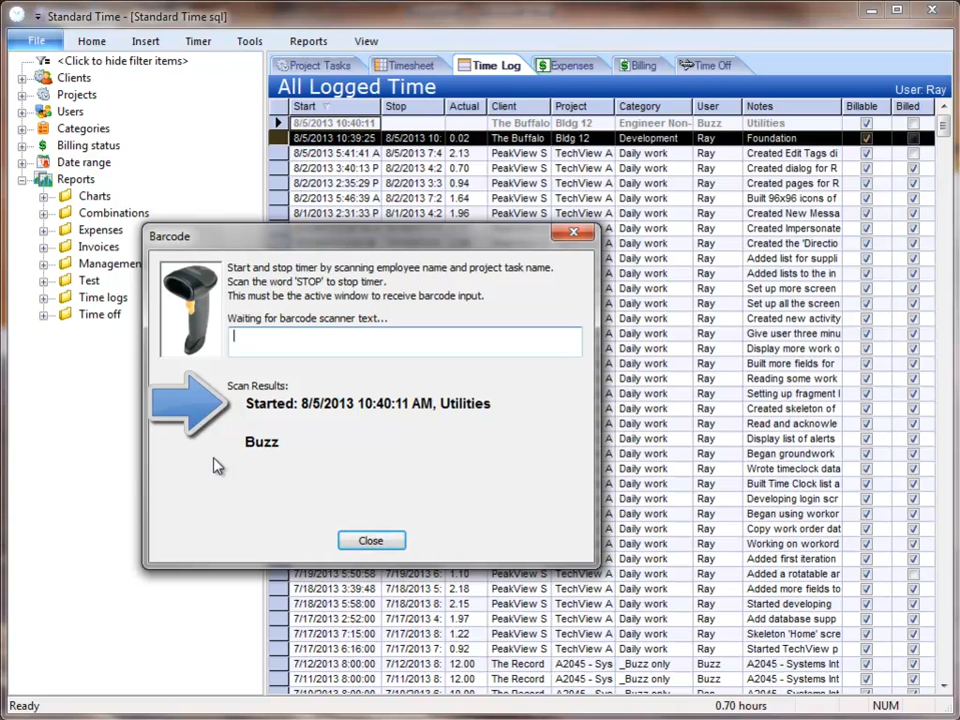 Standard Time - [Standard Time sql]
File Home Insert Timer Tools Reports View
<Click to hide filter items>
Clients
Projects
Users
Categories
Billing status
Date range
Reports
Charts
Combinations
Expenses
Invoices
Managemen
Test
Time logs
Time off
Project Tasks Timesheet Time Log Expenses Billing Time Off
All Logged Time User: Ray
Start Stop Actual Client Project Category User Notes Billable Billed
8/5/2013 10:40:11 The Buffalo Bldg 12 Engineer Non- Buzz Utilities
8/5/2013 10:39:25 8/5/2013 10: 0.02 The Buffalo Bldg 12 Development Ray Foundation
8/5/2013 5:41:41 A 8/5/2013 7:4 2.13 PeakView S TechView A Daily work Ray Created Edit Tags di
8/2/2013 3:40:13 P 8/2/2013 4:2 0.70 PeakView S TechView A Daily work Ray Created dialog for R
8/2/2013 2:35:29 P 8/2/2013 3:3 0.94 PeakView S TechView A Daily work Ray Created pages for R
8/2/2013 5:46:39 A 8/2/2013 7:2 1.64 PeakView S TechView A Daily work Ray Built 96x96 icons of
8/1/2013 2:31:33 P 8/1/2013 4:2 1.96 PeakView S TechView A Daily work Ray Created New Messa
A Daily work Ray Created Impersonate
A Daily work Ray Created the 'Directio
A Daily work Ray Added list for suppli
A Daily work Ray Added lists to the in
A Daily work Ray Set up more screen
A Daily work Ray Set up all the screen
A Daily work Ray Created new activity
A Daily work Ray Give user three minu
A Daily work Ray Display more work o
A Daily work Ray Built more fields for
A Daily work Ray Reading some work
A Daily work Ray Setting up fragment l
A Daily work Ray Created skeleton of
A Daily work Ray Read and acknowle
A Daily work Ray Display list of alerts
A Daily work Ray Began groundwork
A Daily work Ray Wrote timeclock data
A Daily work Ray Built Time Clock list a
A Daily work Ray Developing login scr
A Daily work Ray Began using workor
A Daily work Ray Copy work order dat
A Daily work Ray Working on workord
A Daily work Ray Added first iteration
7/19/2013 5:50:58 7/19/2013 6: 1.10 PeakView S TechView A Daily work Ray Added a rotatable ar
7/18/2013 3:39:48 7/18/2013 5: 2.18 PeakView S TechView A Daily work Ray Added more fields to
7/18/2013 5:58:00 7/18/2013 8: 2.15 PeakView S TechView A Daily work Ray Started developing
7/17/2013 2:52:00 7/17/2013 4: 1.97 PeakView S TechView A Daily work Ray Add database supp
7/17/2013 7:15:00 7/17/2013 8: 1.22 PeakView S TechView A Daily work Ray Skeleton 'Home' scre
7/17/2013 6:16:00 7/17/2013 7: 0.92 PeakView S TechView A Daily work Ray Started TechView p
7/12/2013 8:00:00 7/12/2013 8: 12.00 The Record A2045 - Sys _Buzz only Buzz A2045 - Systems Int
7/11/2013 8:00:00 7/11/2013 8: 12.00 The Record A2045 - Sys _Buzz only Buzz A2045 - Systems Int
Barcode
Start and stop timer by scanning employee name and project task name.
Scan the word 'STOP' to stop timer.
This must be the active window to receive barcode input.
Waiting for barcode scanner text...
Scan Results:
Started: 8/5/2013 10:40:11 AM, Utilities
Buzz
Close
Ready 0.70 hours NUM